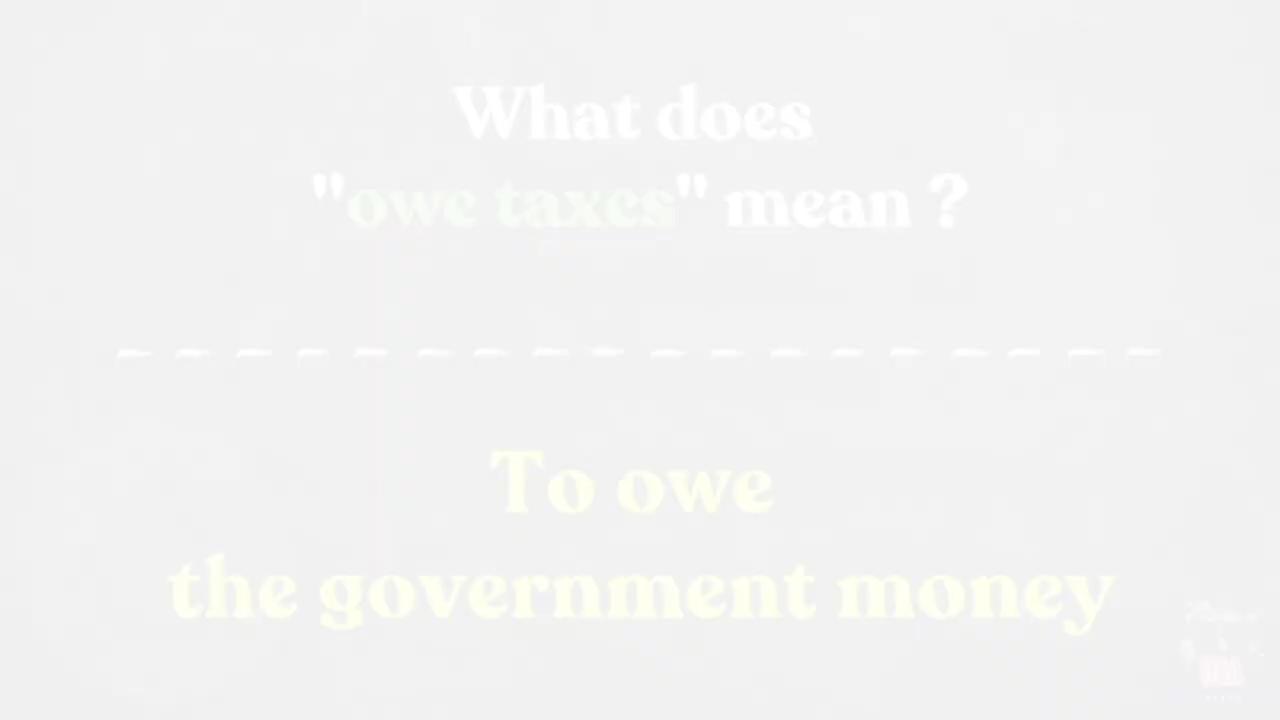 What does
"owe taxes" mean ?
To owe
the government money